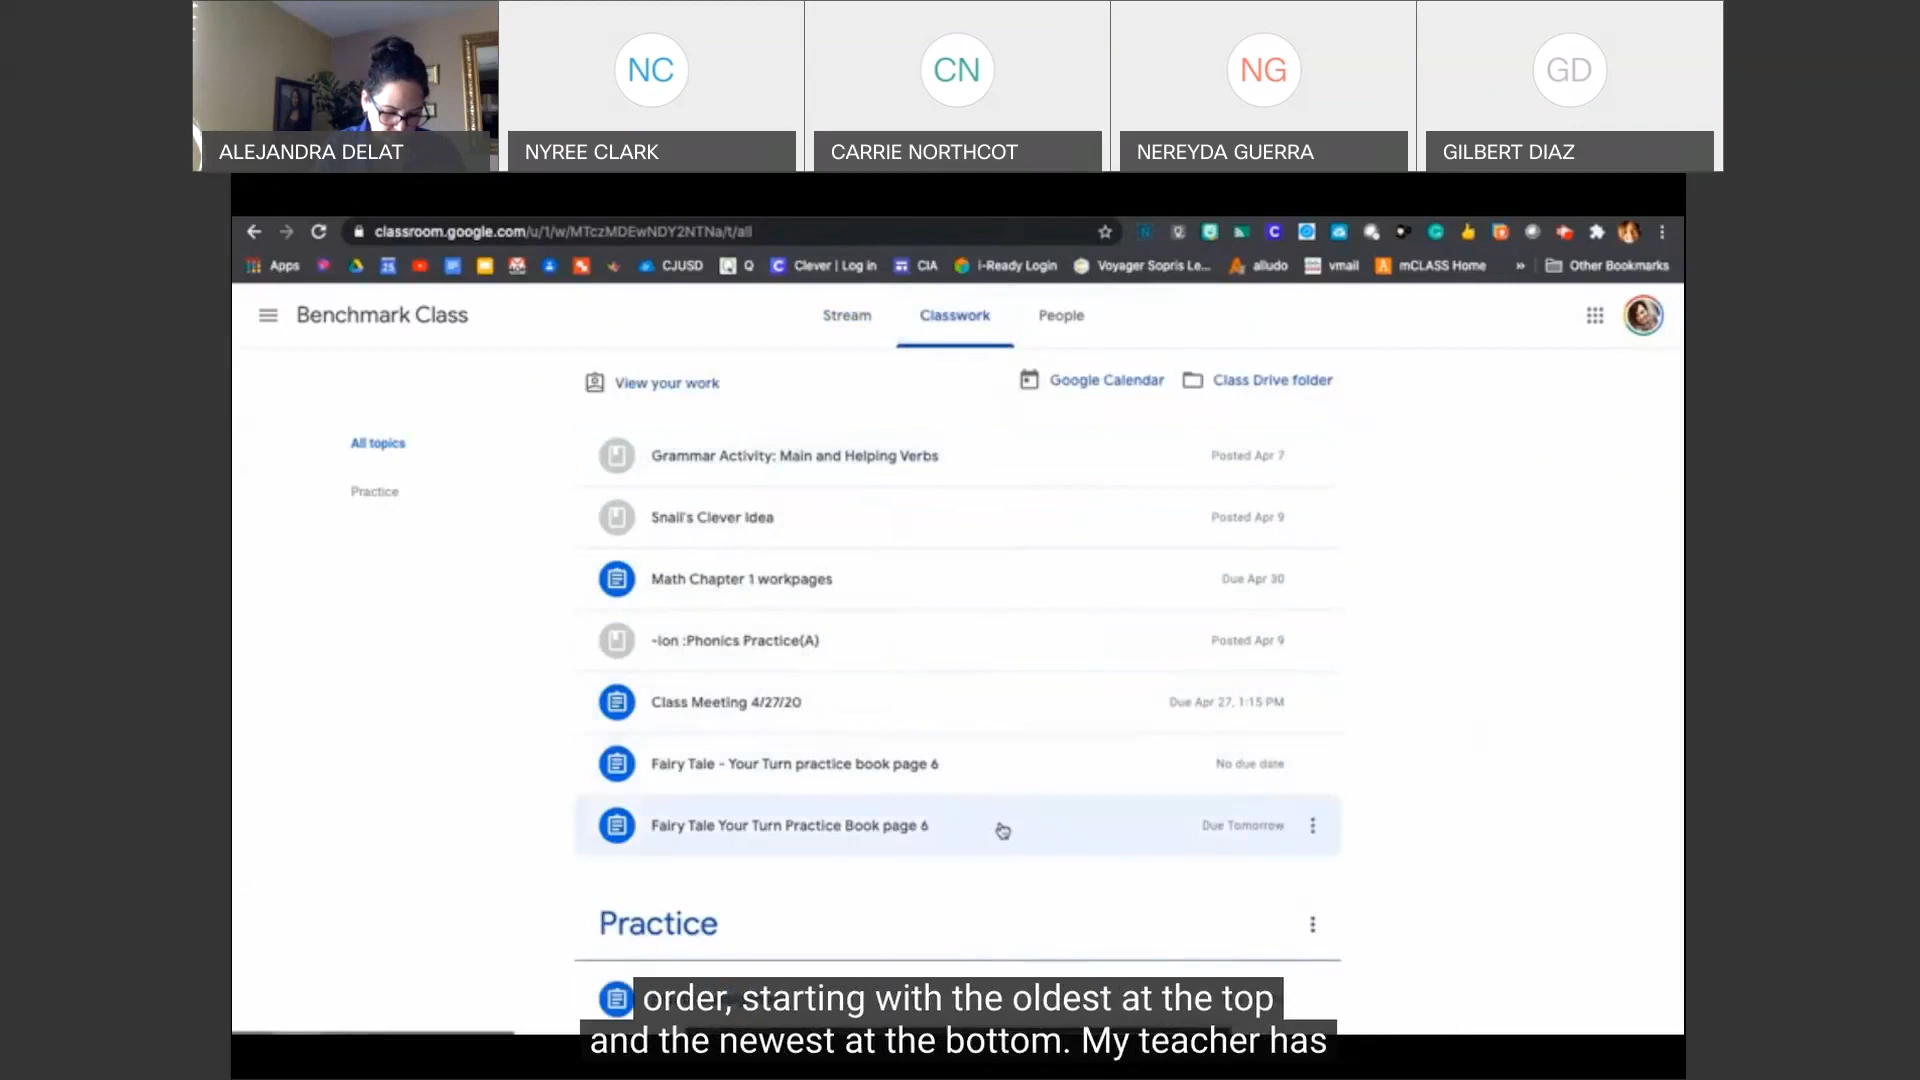 NC
CN
NG
GD
ALEJANDRA DELAT
NYREE CLARK
CARRIE NORTHCOT
NEREYDA GUERRA
GILBERT DIAZ
classroom.google.com/u/1/w/MTczMDEwNDY2NTNa/t/all
Apps
CJUSD
Q
Clever | Log in
CIA
i-Ready Login
Voyager Sopris Le...
alludo
vmail
mCLASS Home
»
Other Bookmarks
Benchmark Class
Stream
Classwork
People
View your work
Google Calendar
Class Drive folder
All topics
Practice
Grammar Activity: Main and Helping Verbs
Posted Apr 7
Snail's Clever Idea
Posted Apr 9
Math Chapter 1 workpages
Due Apr 30
-ion :Phonics Practice(A)
Posted Apr 9
Class Meeting 4/27/20
Due Apr 27, 1:15 PM
Fairy Tale - Your Turn practice book page 6
No due date
Fairy Tale Your Turn Practice Book page 6
Due Tomorrow
Practice
order, starting with the oldest at the top
and the newest at the bottom. My teacher has